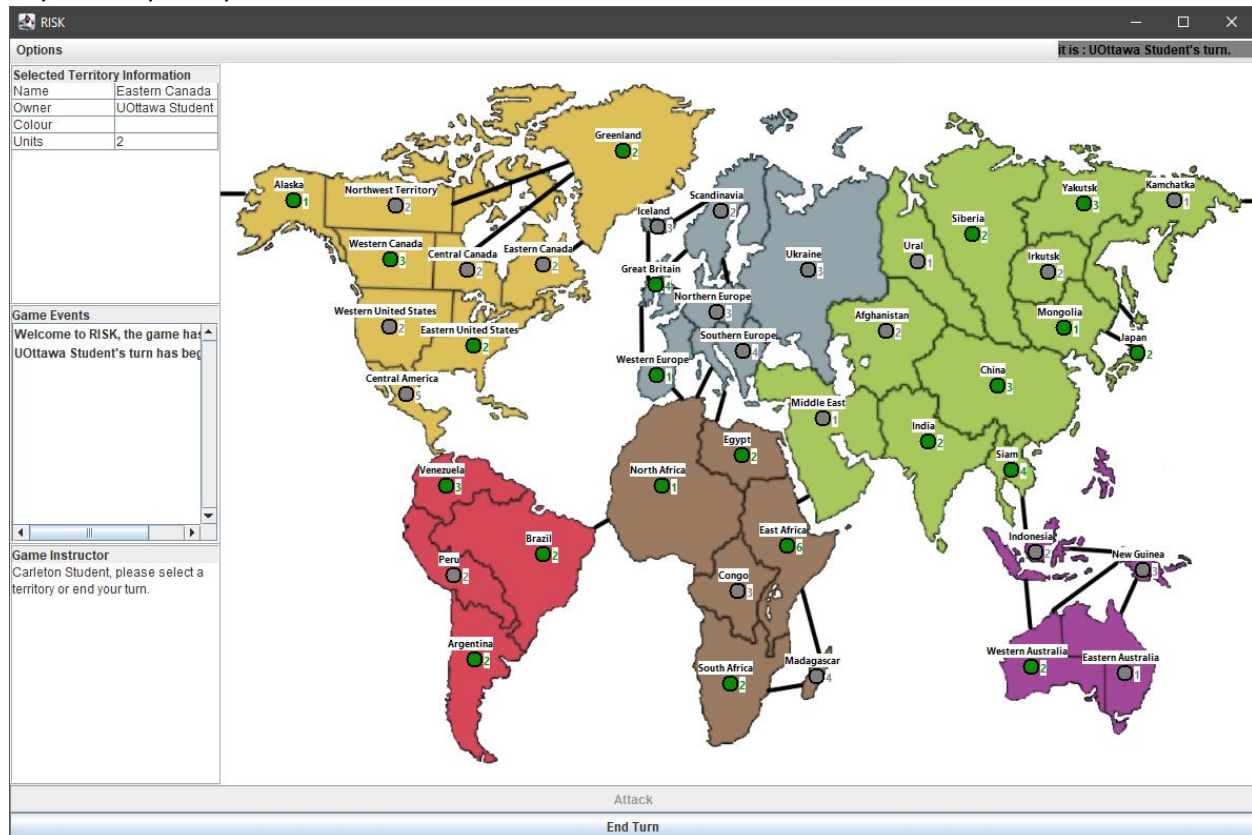 RISK
Options
it is : UOttawa Student's turn.
Selected Territory Information
Name Eastern Canada
Owner UOttawa Student
Colour
Units 2
Game Events
Welcome to RISK, the game has
UOttawa Student's turn has beg
Game Instructor
Carleton Student, please select a
territory or end your turn.
Greenland
2
Alaska
1
Northwest Territory
2
Scandinavia
2
Yakutsk
3
Kamchatka
1
Iceland
3
Siberia
2
Western Canada
3
Central Canada
2
Eastern Canada
2
Ural
1
Ukraine
3
Irkutsk
2
Great Britain
4
Northern Europe
3
Western United States
2
Eastern United States
2
Afghanistan
2
Mongolia
1
Japan
2
Southern Europe
4
Western Europe
1
China
3
Central America
5
Middle East
1
India
2
Egypt
2
Siam
4
Venezuela
3
North Africa
1
East Africa
6
Indonesia
2
New Guinea
3
Brazil
2
Peru
2
Congo
3
Argentina
2
South Africa
2
Madagascar
4
Western Australia
2
Eastern Australia
1
Attack
End Turn